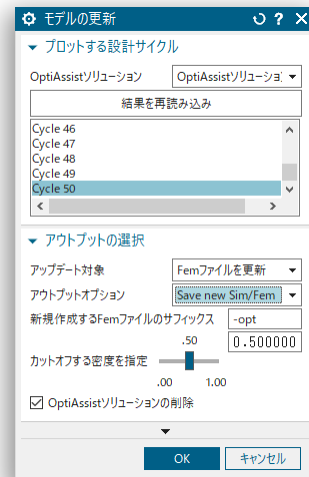 モデルの更新
プロットする設計サイクル
OptiAssistソリューション OptiAssistソリューショ
結果を再読み込み
Cycle 46
Cycle 47
Cycle 48
Cycle 49
Cycle 50
アウトプットの選択
アップデート対象 Femファイルを更新
アウトプットオプション Save new Sim/Fem
新規作成するFemファイルのサフィックス -opt
.50 0.500000
カットオフする密度を指定
.00 1.00
OptiAssistソリューションの削除
OK キャンセル